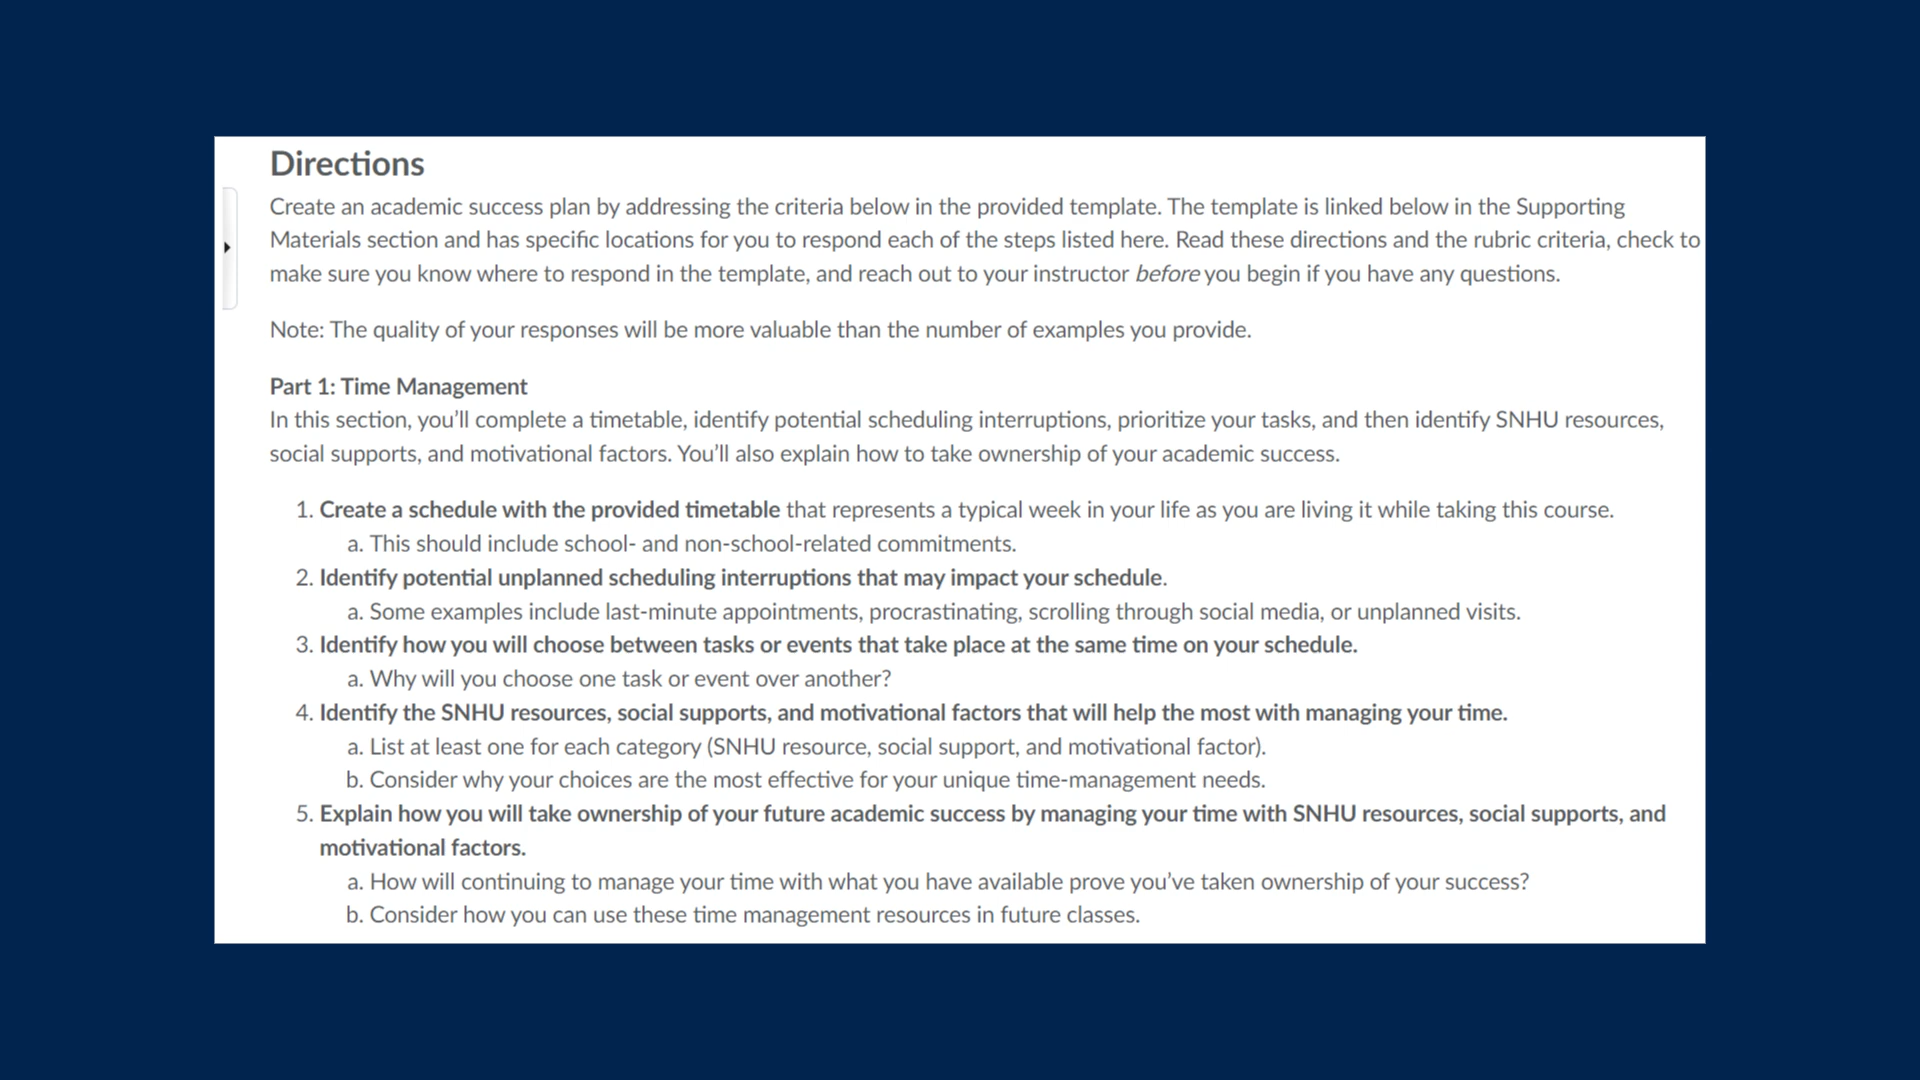 Directions
Create an academic success plan by addressing the criteria below in the provided template. The template is linked below in the Supporting
Materials section and has specific locations for you to respond each of the steps listed here. Read these directions and the rubric criteria, check to
make sure you know where to respond in the template, and reach out to your instructor before you begin if you have any questions.
Note: The quality of your responses will be more valuable than the number of examples you provide.
Part 1: Time Management
In this section, you'll complete a timetable, identify potential scheduling interruptions, prioritize your tasks, and then identify SNHU resources,
social supports, and motivational factors. You'll also explain how to take ownership of your academic success.
1. Create a schedule with the provided timetable that represents a typical week in your life as you are living it while taking this course.
a. This should include school- and non-school-related commitments.
2. Identify potential unplanned scheduling interruptions that may impact your schedule.
a. Some examples include last-minute appointments, procrastinating, scrolling through social media, or unplanned visits.
3. Identify how you will choose between tasks or events that take place at the same time on your schedule.
a. Why will you choose one task or event over another?
4. Identify the SNHU resources, social supports, and motivational factors that will help the most with managing your time.
a. List at least one for each category (SNHU resource, social support, and motivational factor).
b. Consider why your choices are the most effective for your unique time-management needs.
5. Explain how you will take ownership of your future academic success by managing your time with SNHU resources, social supports, and
motivational factors.
a. How will continuing to manage your time with what you have available prove you've taken ownership of your success?
b. Consider how you can use these time management resources in future classes.